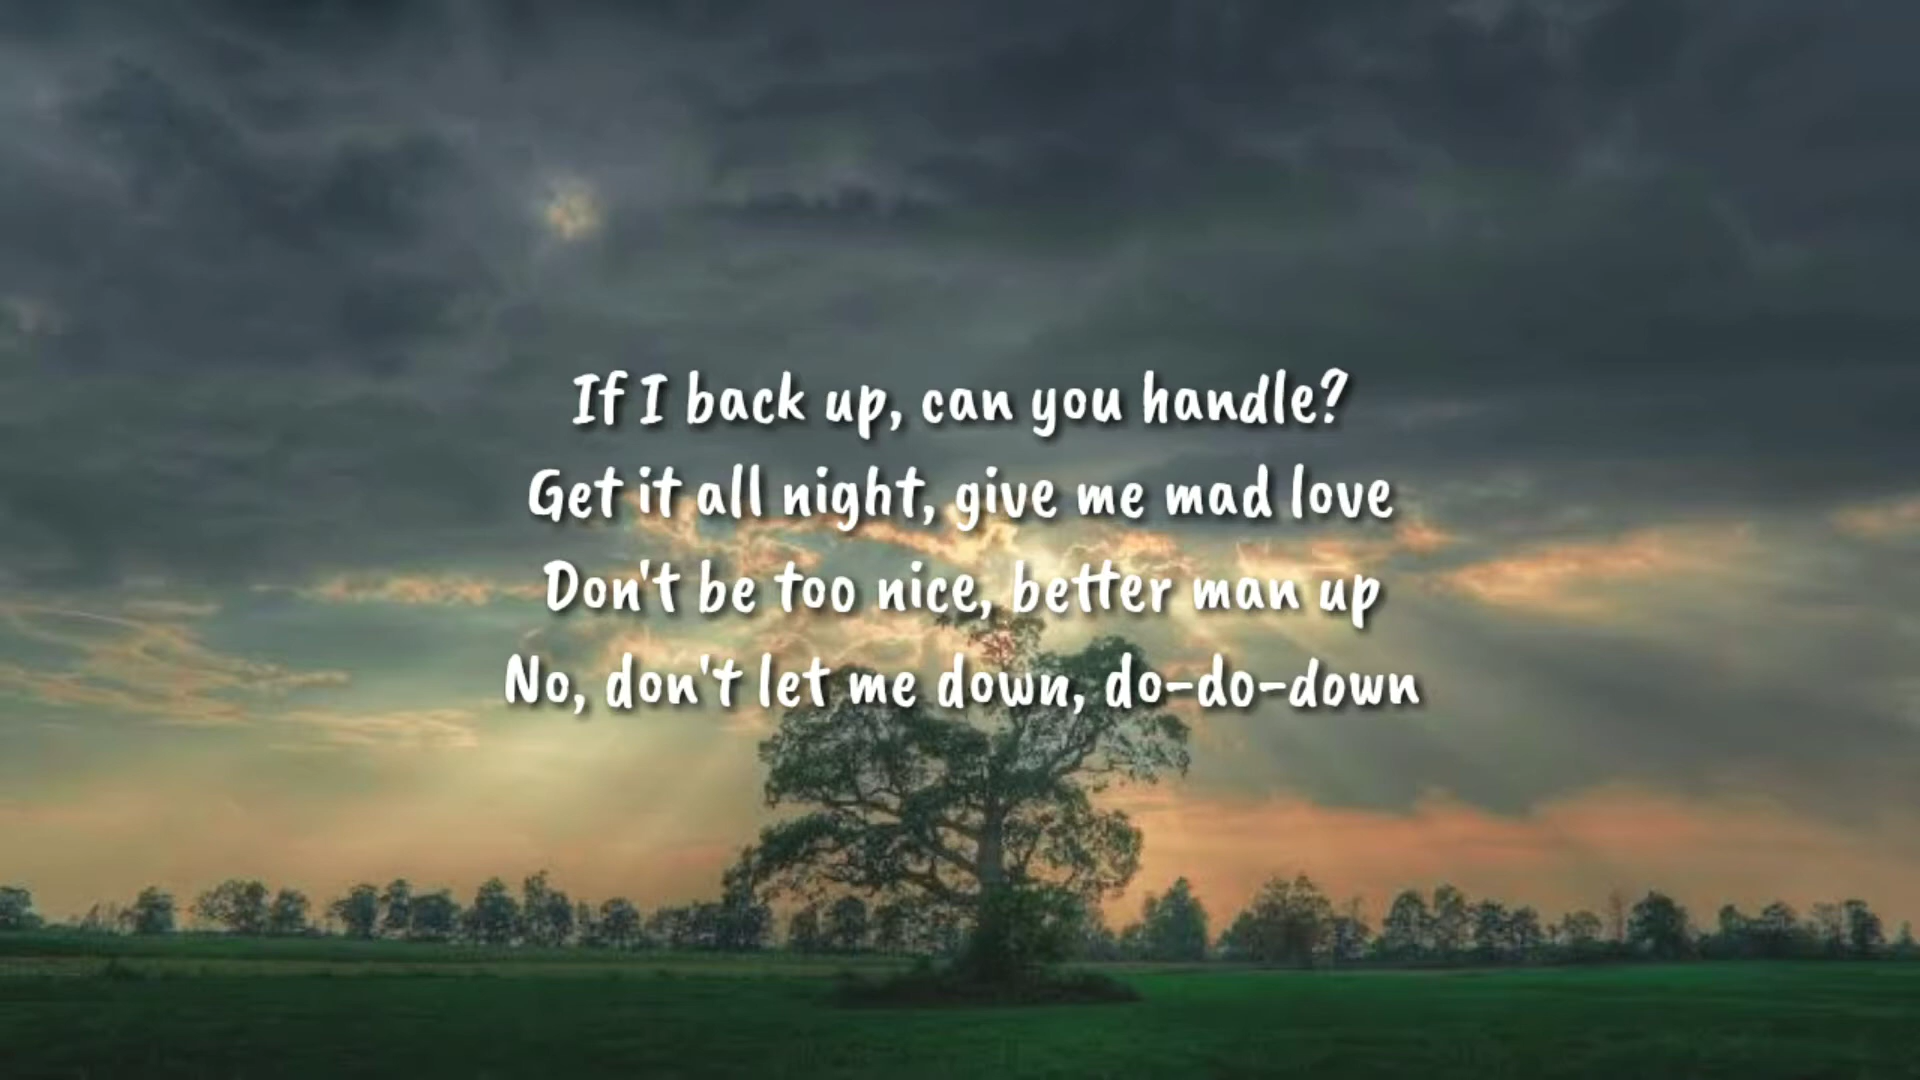 If I back up, can you handle?
Get it all night, give me mad love
Don't be too nice, better man up
No, don't let me down, do-do-down